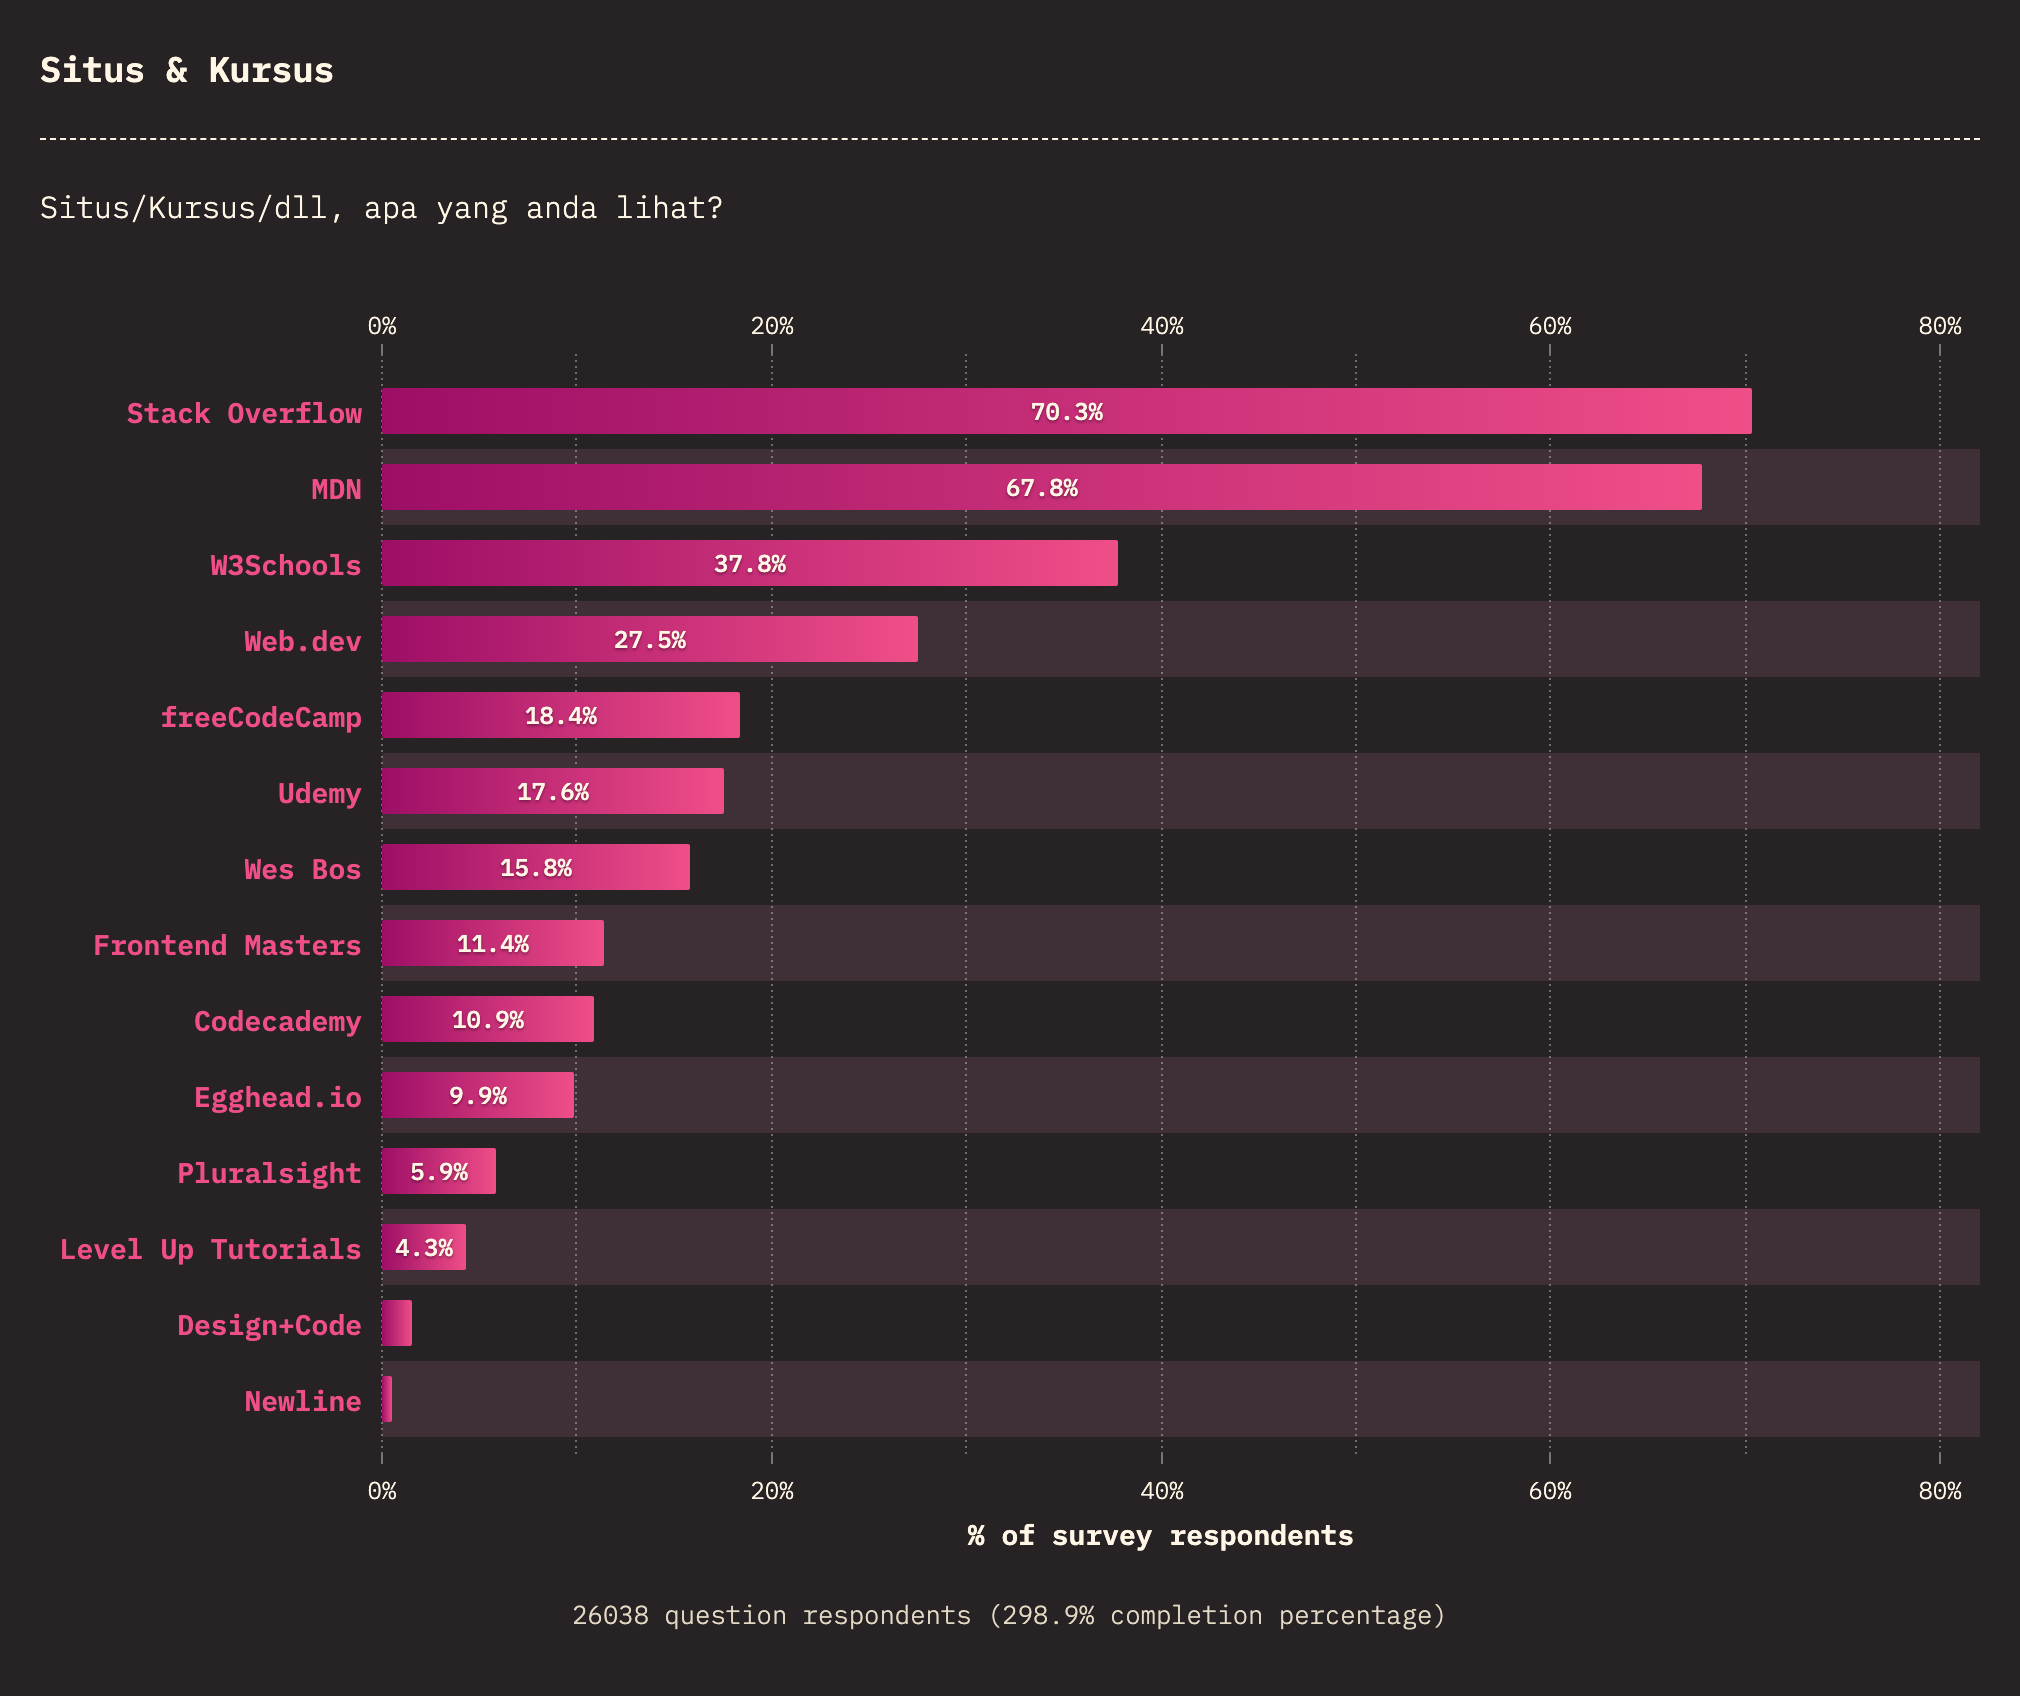 Situs & Kursus
Situs/Kursus/dll, apa yang anda lihat?
0% 20% 40% 60% 80%
Stack Overflow 70.3%
MDN 67.8%
W3Schools 37.8%
Web.dev 27.5%
freeCodeCamp 18.4%
Udemy 17.6%
Wes Bos 15.8%
Frontend Masters 11.4%
Codecademy 10.9%
Egghead.io 9.9%
Pluralsight 5.9%
Level Up Tutorials 4.3%
Design+Code
Newline
0% 20% 40% 60% 80%
% of survey respondents
26038 question respondents (298.9% completion percentage)